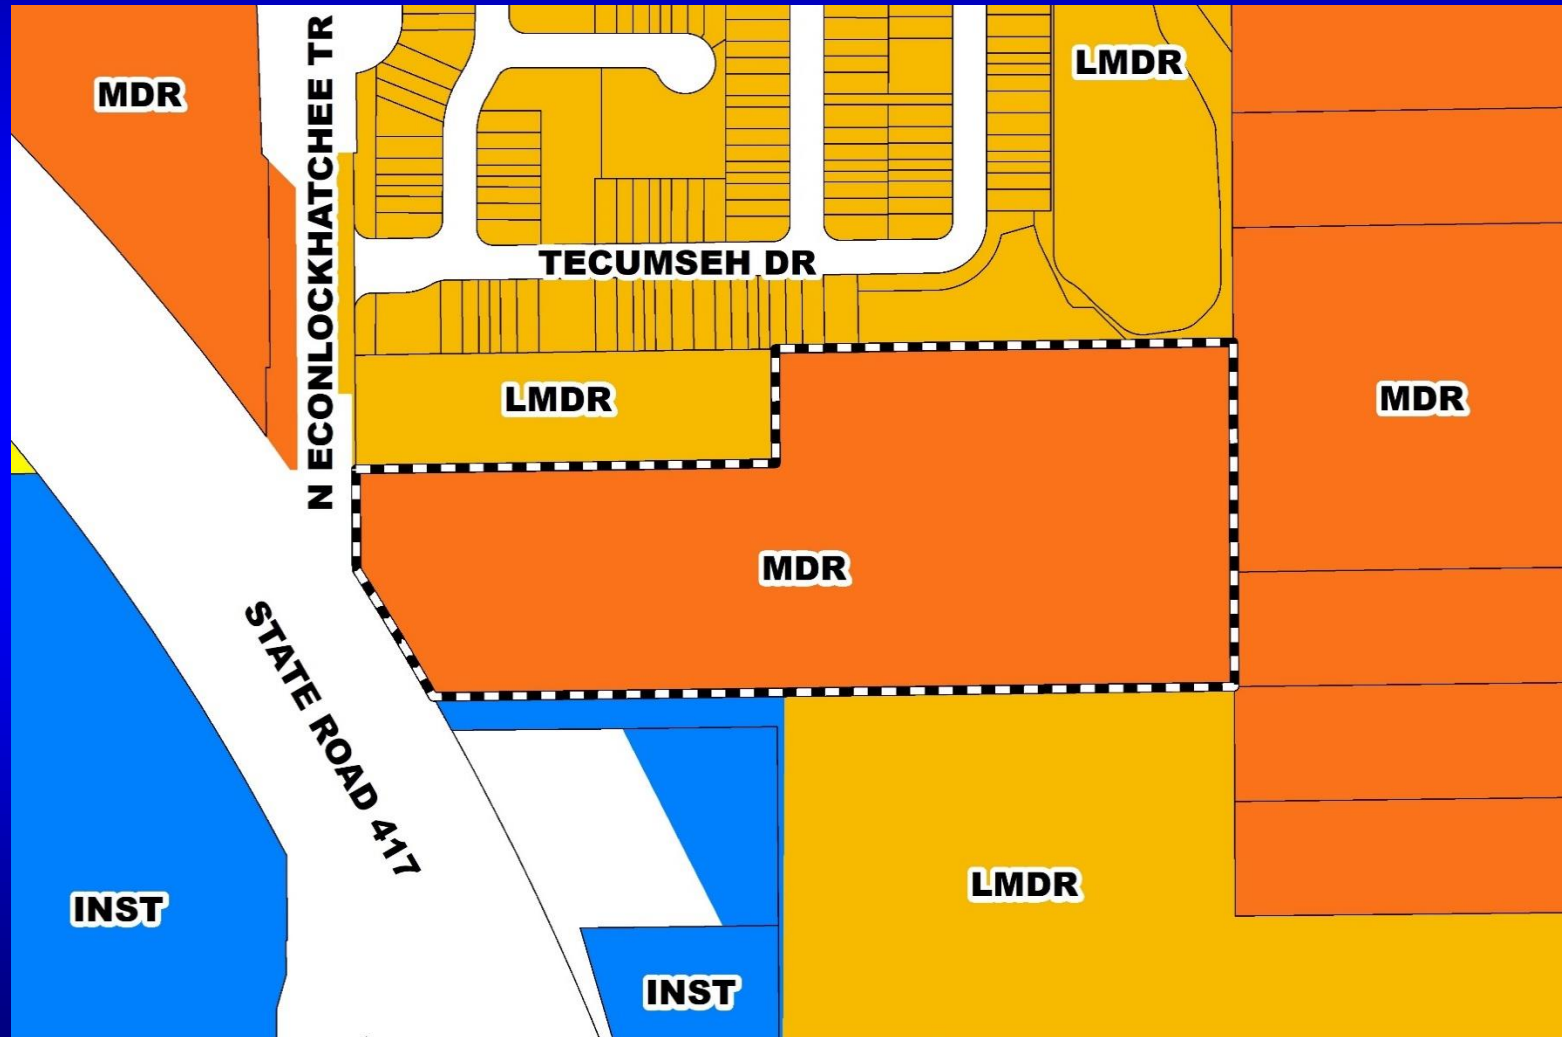 LMDR
MDR
N ECONLOCKHATCHEE TR
TECUMSEH DR
LMDR
MDR
MDR
STATE ROAD 417
LMDR
INST
INST